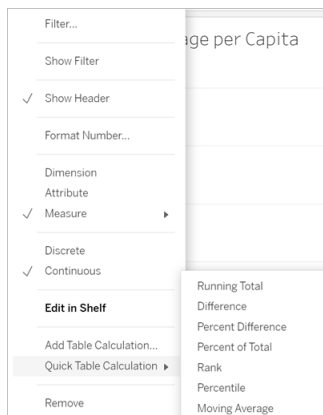 Filter...
age per Capita
Show Filter
Show Header
Format Number...
Dimension
Attribute
Measure
Discrete
Continuous
Edit in Shelf
Add Table Calculation...
Quick Table Calculation
Remove
Running Total
Difference
Percent Difference
Percent of Total
Rank
Percentile
Moving Average